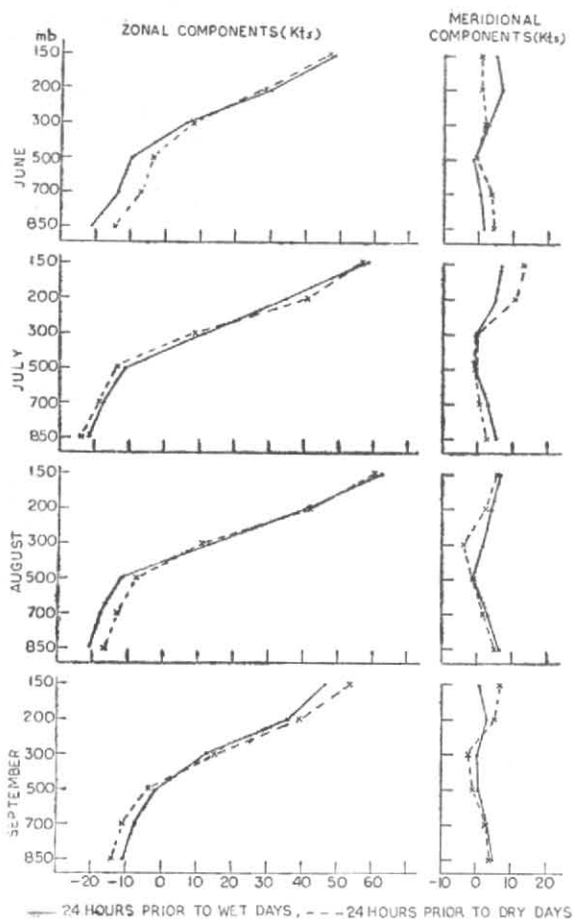 mb
ZONAL COMPONENTS (Kts)
MERIDIONAL
COMPONENTS (Kts)
150
200
300
500
700
850
JUNE
150
200
300
500
700
850
JULY
150
200
300
500
700
850
AUGUST
150
200
300
500
700
850
SEPTEMBER
-20 -10 0 10 20 30 40 50 60
-10 0 10 20
24 HOURS PRIOR TO WET DAYS, --- 24 HOURS PRIOR TO DRY DAYS